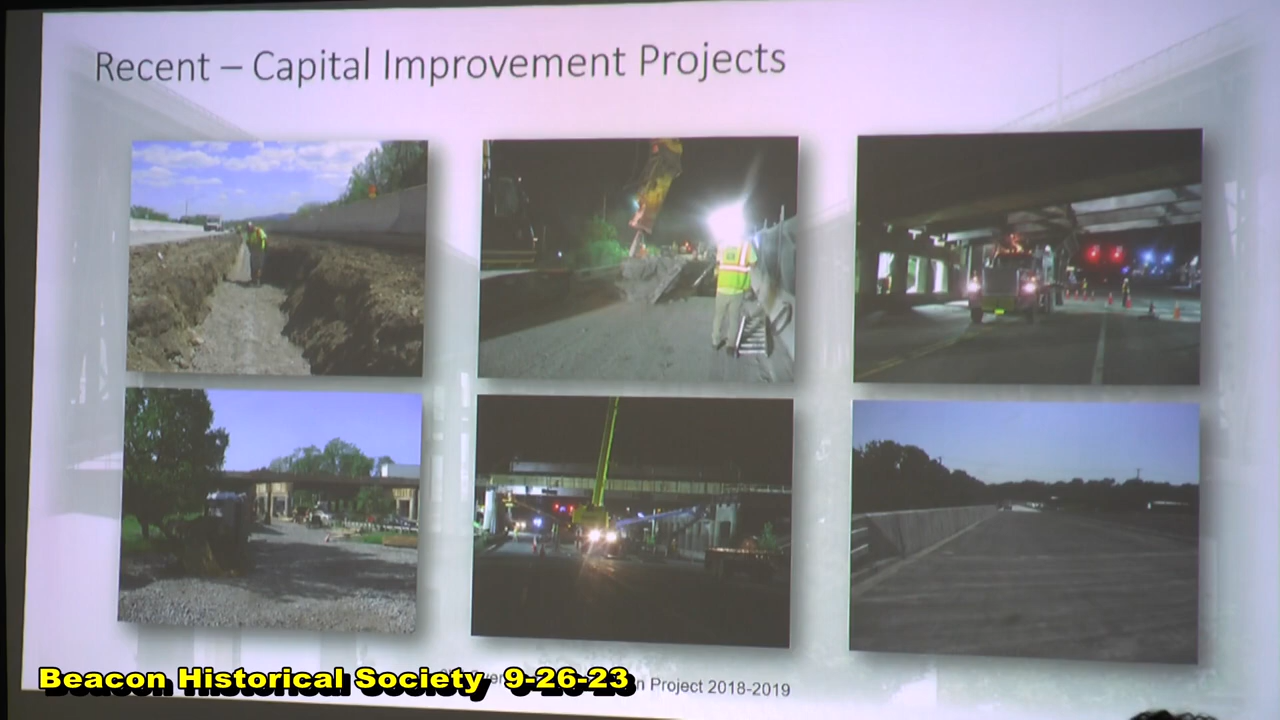 Recent – Capital Improvement Projects
Project 2018-2019
Beacon Historical Society 9-26-23